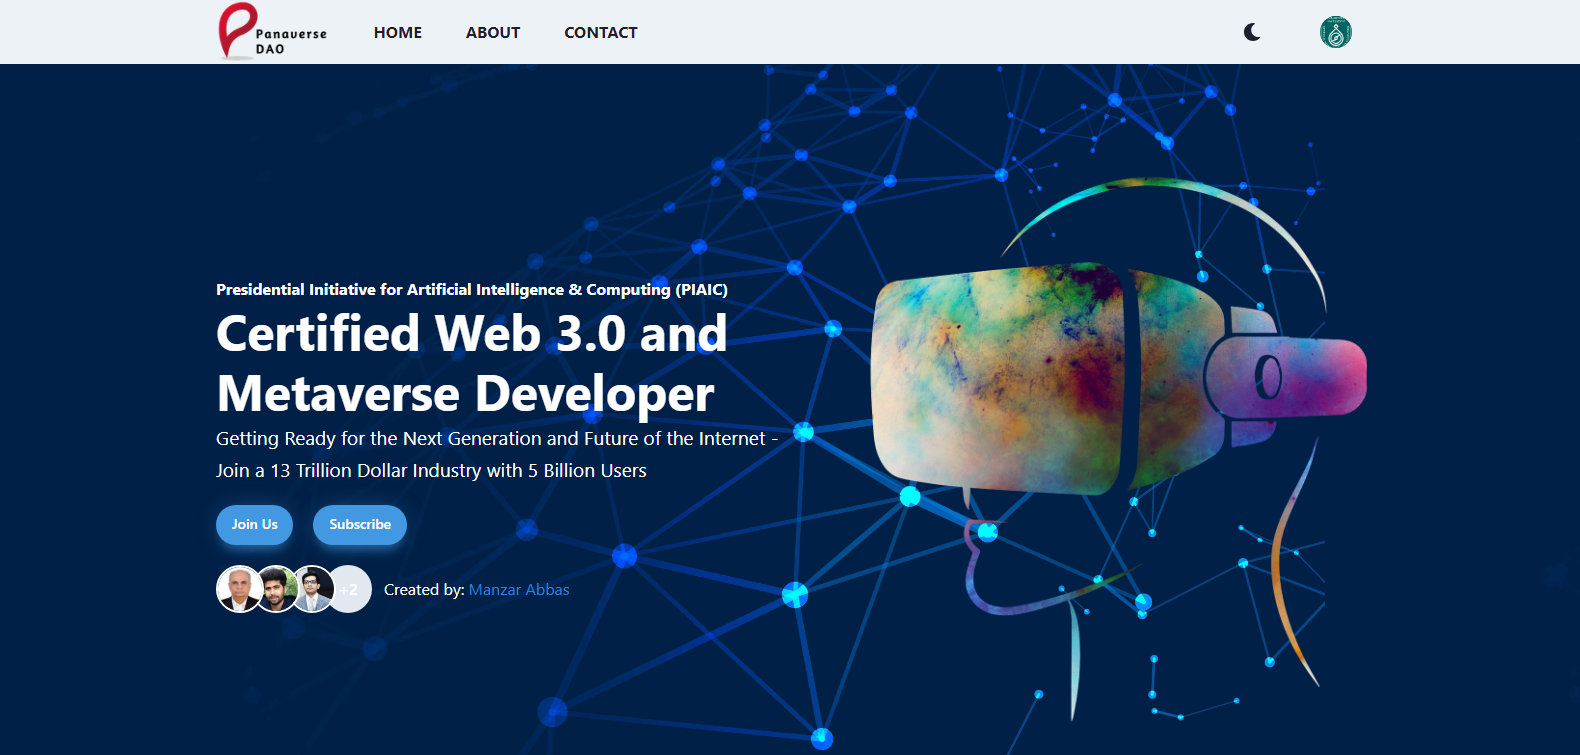 Panaverse
DAO
HOME
ABOUT
CONTACT
Presidential Initiative for Artificial Intelligence & Computing (PIAIC)
Certified Web 3.0 and
Metaverse Developer
Getting Ready for the Next Generation and Future of the Internet -
Join a 13 Trillion Dollar Industry with 5 Billion Users
Join Us
Subscribe
+2
Created by: Manzar Abbas